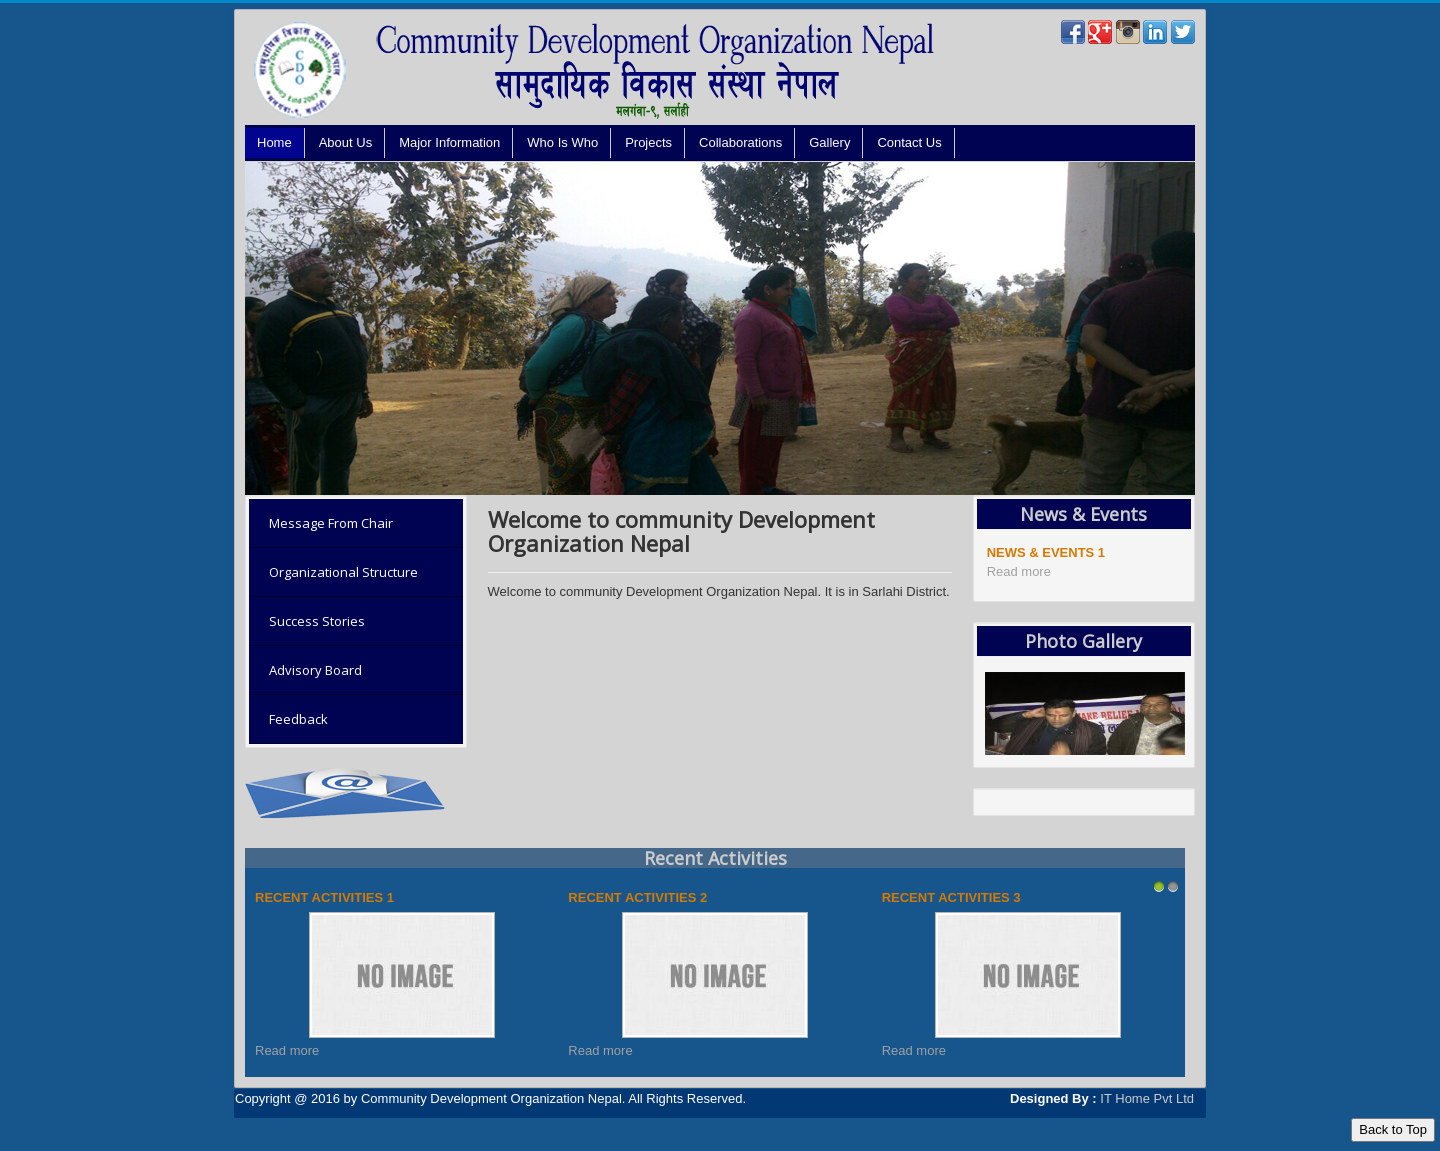 Community Development Organization Nepal
सामुदायिक विकास संस्था नेपाल
मलगंवा-९, सर्लाही
C
D
O
Home About Us Major Information Who Is Who Projects Collaborations Gallery Contact Us
Message From Chair
Organizational Structure
Success Stories
Advisory Board
Feedback
Welcome to community Development
Organization Nepal
Welcome to community Development Organization Nepal. It is in Sarlahi District.
News & Events
NEWS & EVENTS 1
Read more
Photo Gallery
Recent Activities
RECENT ACTIVITIES 1 RECENT ACTIVITIES 2 RECENT ACTIVITIES 3
NO IMAGE NO IMAGE NO IMAGE
Read more Read more Read more
Copyright @ 2016 by Community Development Organization Nepal. All Rights Reserved. Designed By : IT Home Pvt Ltd
Back to Top